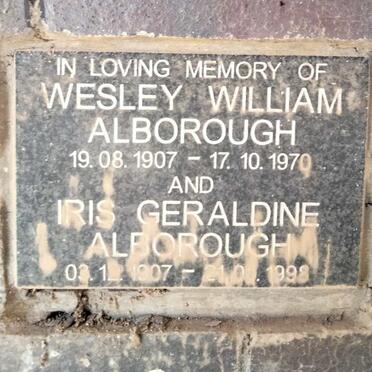 IN LOVING MEMORY OF
WESLEY WILLIAM
ALBOROUGH
19.08.1907 - 17.10.1970
AND
IRIS GERALDINE
ALBOROUGH